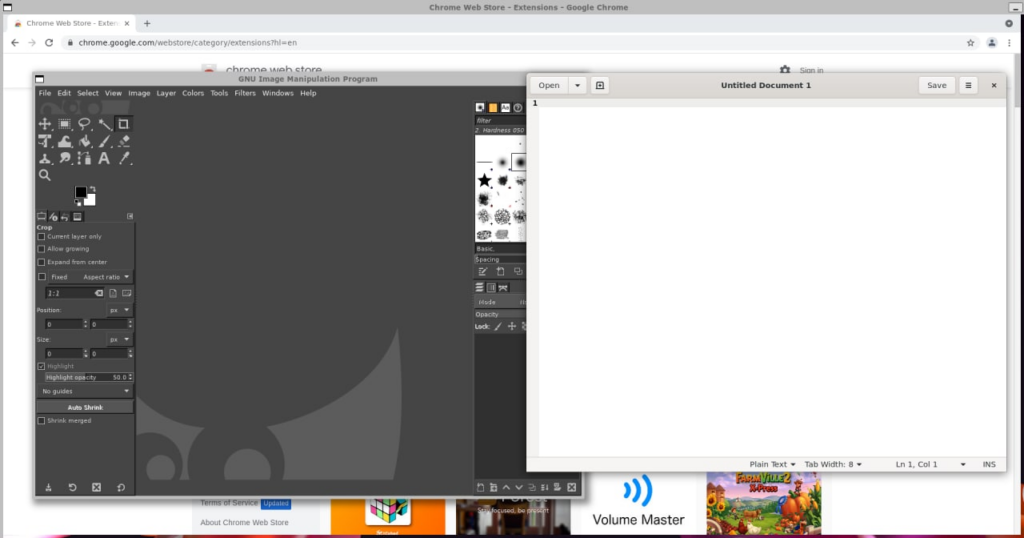 Chrome Web Store - Extensions - Google Chrome
Chrome Web Store - Exten
chrome.google.com/webstore/category/extensions?hl=en
chrome web store
Sign in
GNU Image Manipulation Program
File Edit Select View Image Layer Colors Tools Filters Windows Help
Crop
Current layer only
Allow growing
Expand from center
Fixed Aspect ratio
1:1
Position: px
0 0
Size: px
0 0
Highlight
Highlight opacity 50.0
No guides
Auto Shrink
Shrink merged
Aa
filter
2. Hardness 050
Basic,
Spacing
Mode
Opacity
Lock:
Open
Untitled Document 1
Save
1
Plain Text Tab Width: 8 Ln 1, Col 1 INS
Terms of Service Updated
About Chrome Web Store
Stay focused, be present
Volume Master
FARMVILLE 2
X-Press